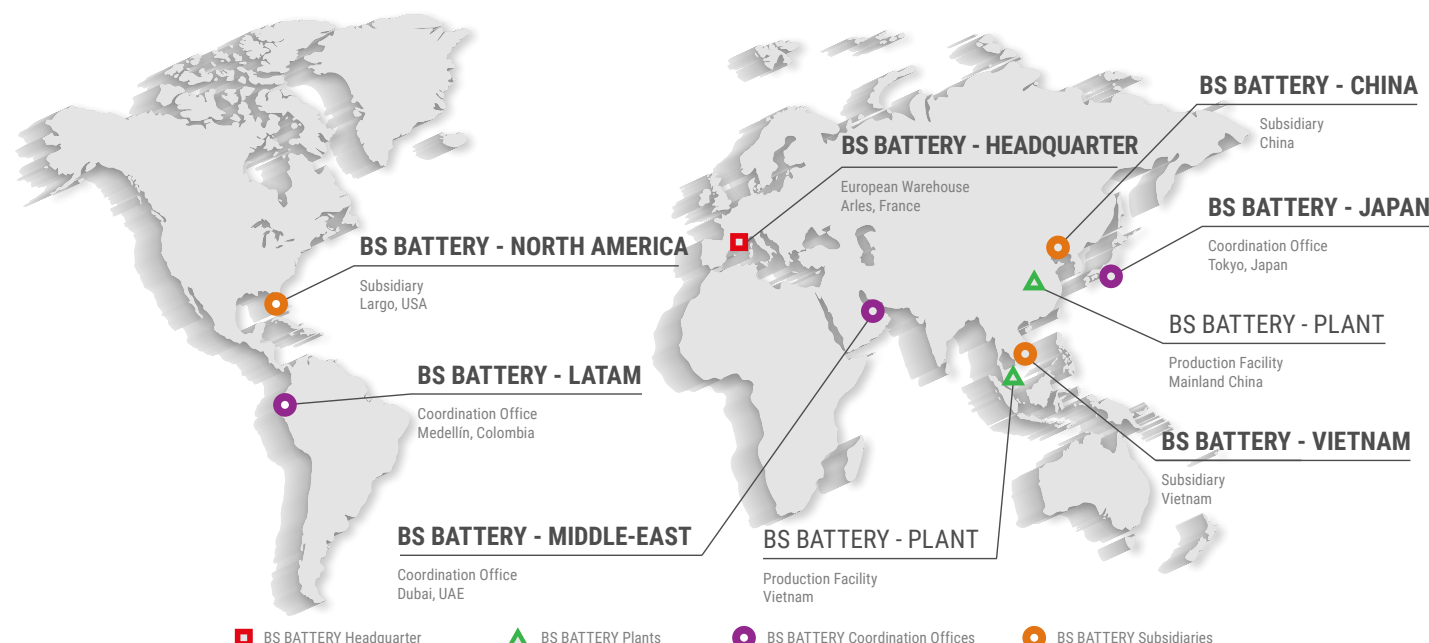 BS BATTERY - CHINA
Subsidiary
China
BS BATTERY - HEADQUARTER
European Warehouse
Arles, France
BS BATTERY - JAPAN
Coordination Office
Tokyo, Japan
BS BATTERY - NORTH AMERICA
Subsidiary
Largo, USA
BS BATTERY - PLANT
Production Facility
Mainland China
BS BATTERY - LATAM
Coordination Office
Medellín, Colombia
BS BATTERY - VIETNAM
Subsidiary
Vietnam
BS BATTERY - MIDDLE-EAST
Coordination Office
Dubai, UAE
BS BATTERY - PLANT
Production Facility
Vietnam
BS BATTERY Headquarter
BS BATTERY Plants
BS BATTERY Coordination Offices
BS BATTERY Subsidiaries